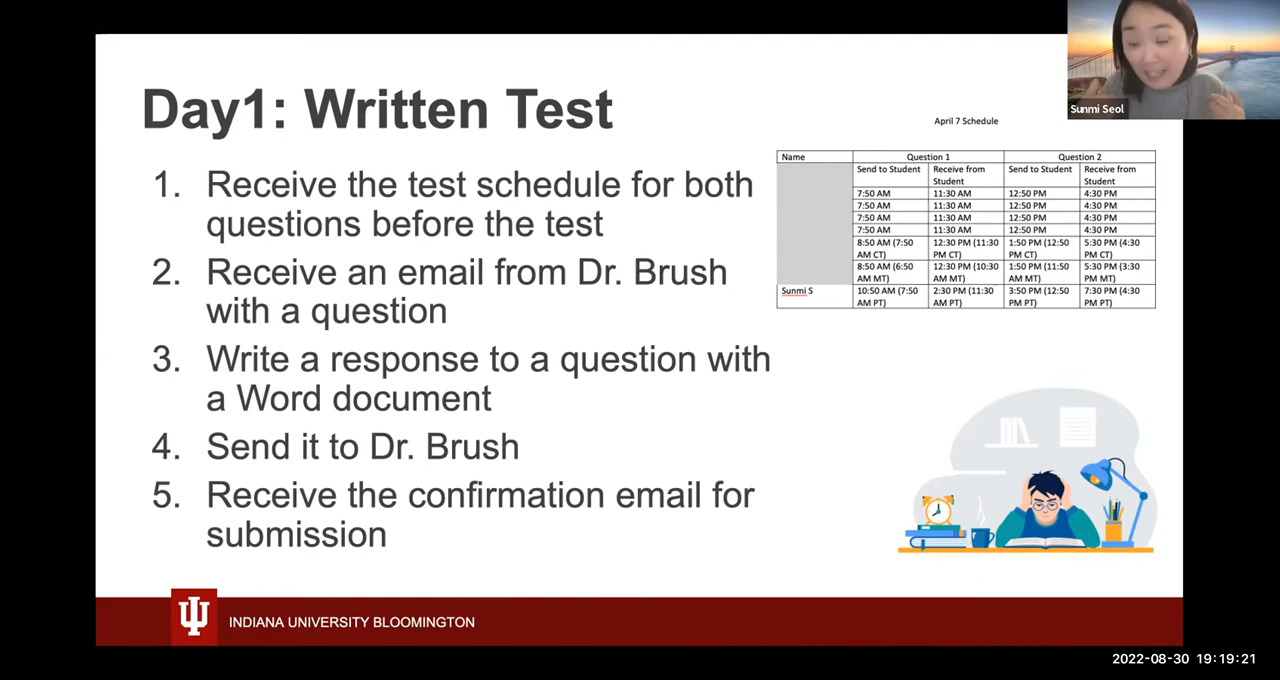 Day1: Written Test
1. Receive the test schedule for both
questions before the test
2. Receive an email from Dr. Brush
with a question
3. Write a response to a question with
a Word document
4. Send it to Dr. Brush
5. Receive the confirmation email for
submission
Sunmi Seol
April 7 Schedule
Name Question 1 Question 2
Send to Student Receive from Student Send to Student Receive from Student
7:50 AM 11:30 AM 12:50 PM 4:30 PM
7:50 AM 11:30 AM 12:50 PM 4:30 PM
7:50 AM 11:30 AM 12:50 PM 4:30 PM
7:50 AM 11:30 AM 12:50 PM 4:30 PM
8:50 AM (7:50 AM CT) 12:30 PM (11:30 PM CT) 1:50 PM (12:50 PM CT) 5:30 PM (4:30 PM CT)
8:50 AM (6:50 AM MT) 12:30 PM (10:30 AM MT) 1:50 PM (11:50 AM MT) 5:30 PM (3:30 PM MT)
Sunmi S 10:50 AM (7:50 AM PT) 2:30 PM (11:30 AM PT) 3:50 PM (12:50 PM PT) 7:30 PM (4:30 PM PT)
INDIANA UNIVERSITY BLOOMINGTON
2022-08-30 19:19:21